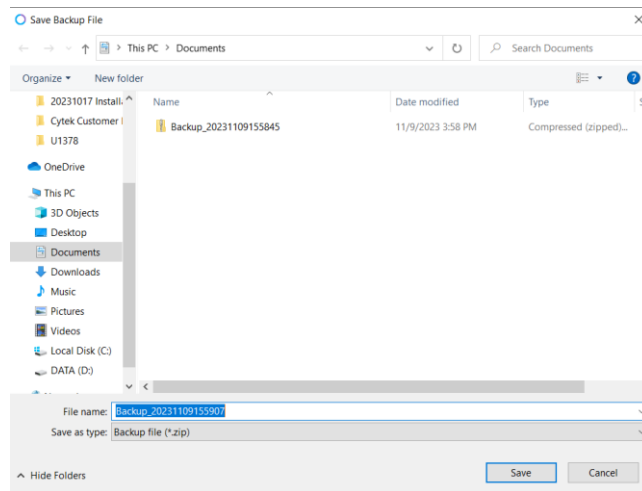 Save Backup File
This PC > Documents
Search Documents
Organize
New folder
20231017 Install.
Cytek Customer
U1378
OneDrive
This PC
3D Objects
Desktop
Documents
Downloads
Music
Pictures
Videos
Local Disk (C:)
DATA (D:)
Name Date modified Type
Backup_20231109155845 11/9/2023 3:58 PM Compressed (zipped)...
File name: Backup_20231109155907
Save as type: Backup file (*.zip)
Hide Folders
Save
Cancel